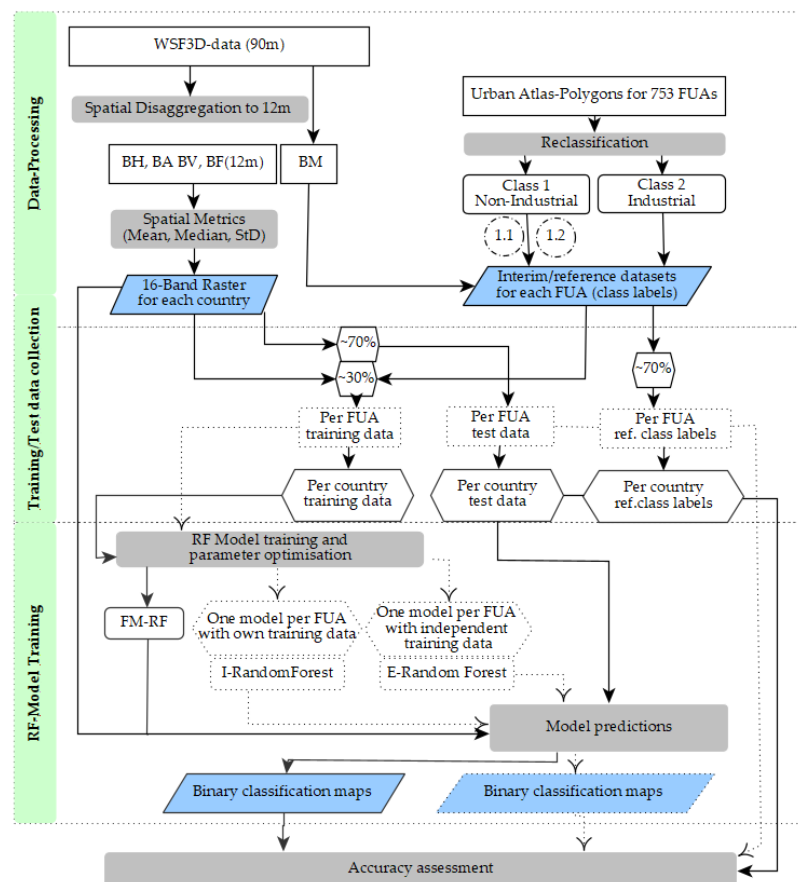 Data-Processing
WSF3D-data (90m)
Spatial Disaggregation to 12m
Urban Atlas-Polygons for 753 FUAs
Reclassification
BH, BA BV, BF(12m)
BM
Class 1
Non-Industrial
Class 2
Industrial
Spatial Metrics
(Mean, Median, StD)
1.1
1.2
16-Band Raster
for each country
Interim/reference datasets
for each FUA (class labels)
Training/Test data collection
~70%
~30%
~70%
Per FUA
training data
Per FUA
test data
Per FUA
ref. class labels
Per country
training data
Per country
test data
Per country
ref.class labels
RF-Model Training
RF Model training and
parameter optimisation
FM-RF
One model per FUA
with own training data
One model per FUA
with independent
training data
I-RandomForest
E-Random Forest
Model predictions
Binary classification maps
Binary classification maps
Accuracy assessment